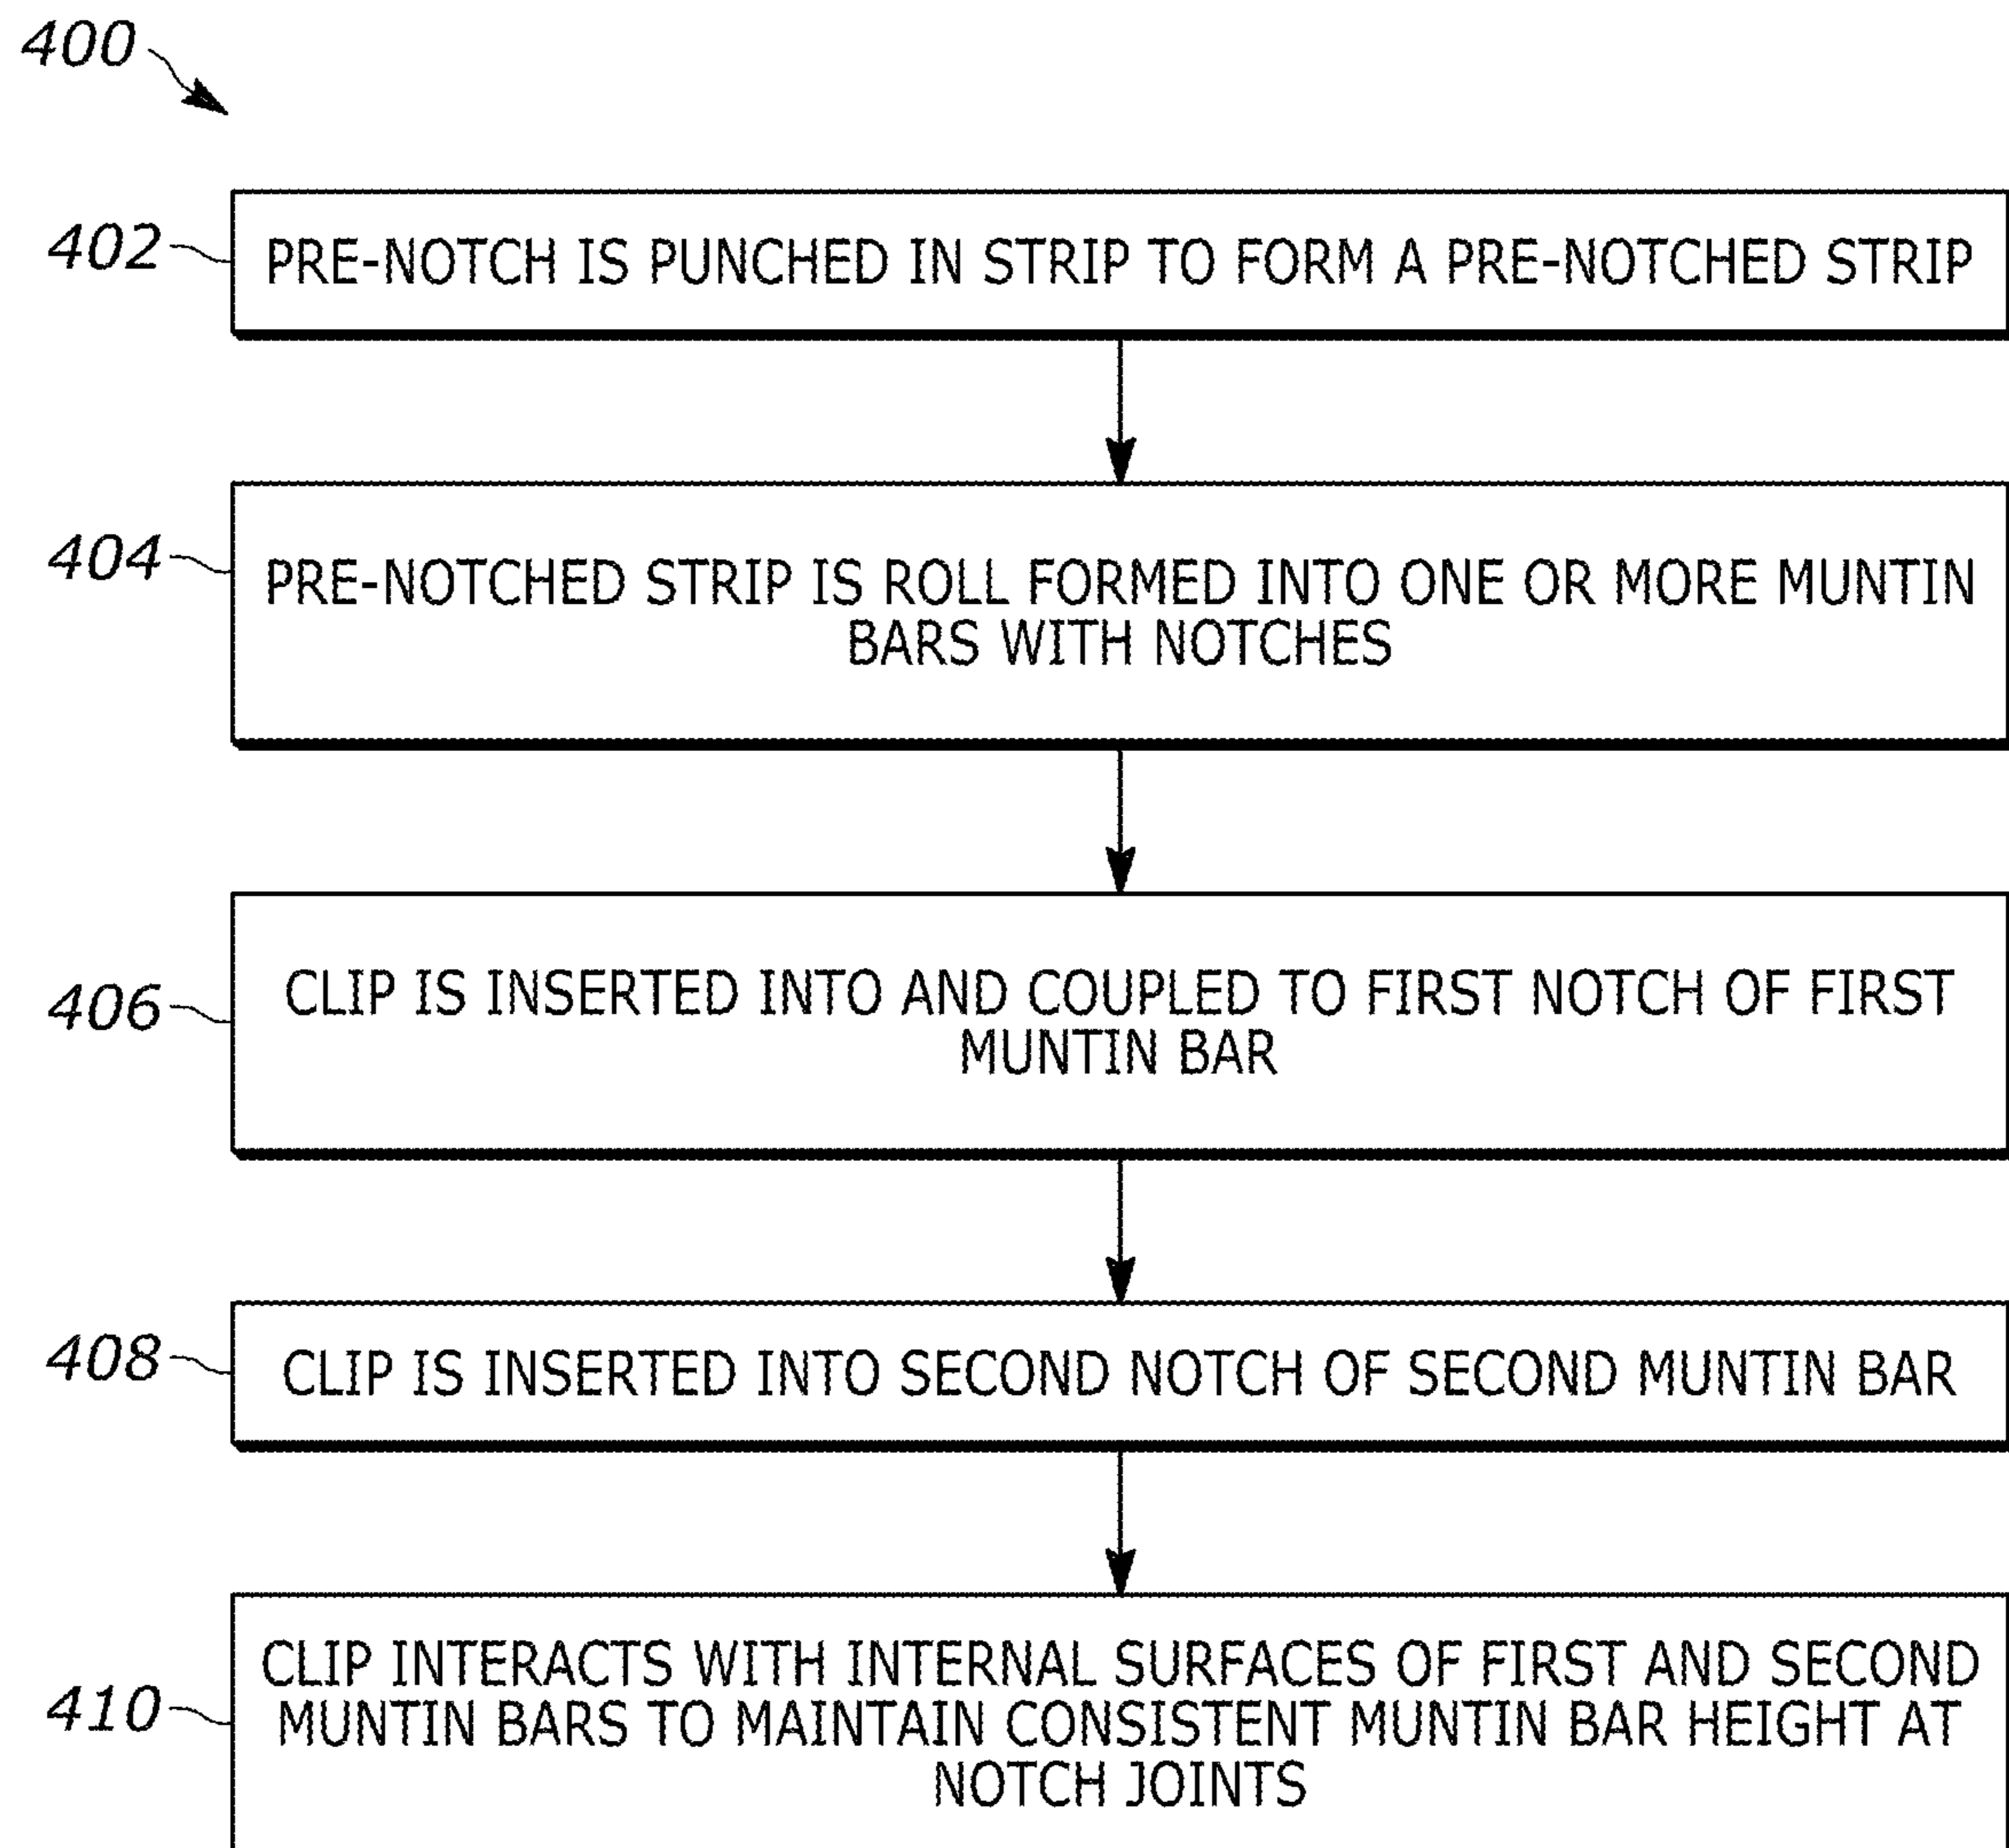 400
402
PRE-NOTCH IS PUNCHED IN STRIP TO FORM A PRE-NOTCHED STRIP
404
PRE-NOTCHED STRIP IS ROLL FORMED INTO ONE OR MORE MUNTIN
BARS WITH NOTCHES
406
CLIP IS INSERTED INTO AND COUPLED TO FIRST NOTCH OF FIRST
MUNTIN BAR
408
CLIP IS INSERTED INTO SECOND NOTCH OF SECOND MUNTIN BAR
410
CLIP INTERACTS WITH INTERNAL SURFACES OF FIRST AND SECOND
MUNTIN BARS TO MAINTAIN CONSISTENT MUNTIN BAR HEIGHT AT
NOTCH JOINTS